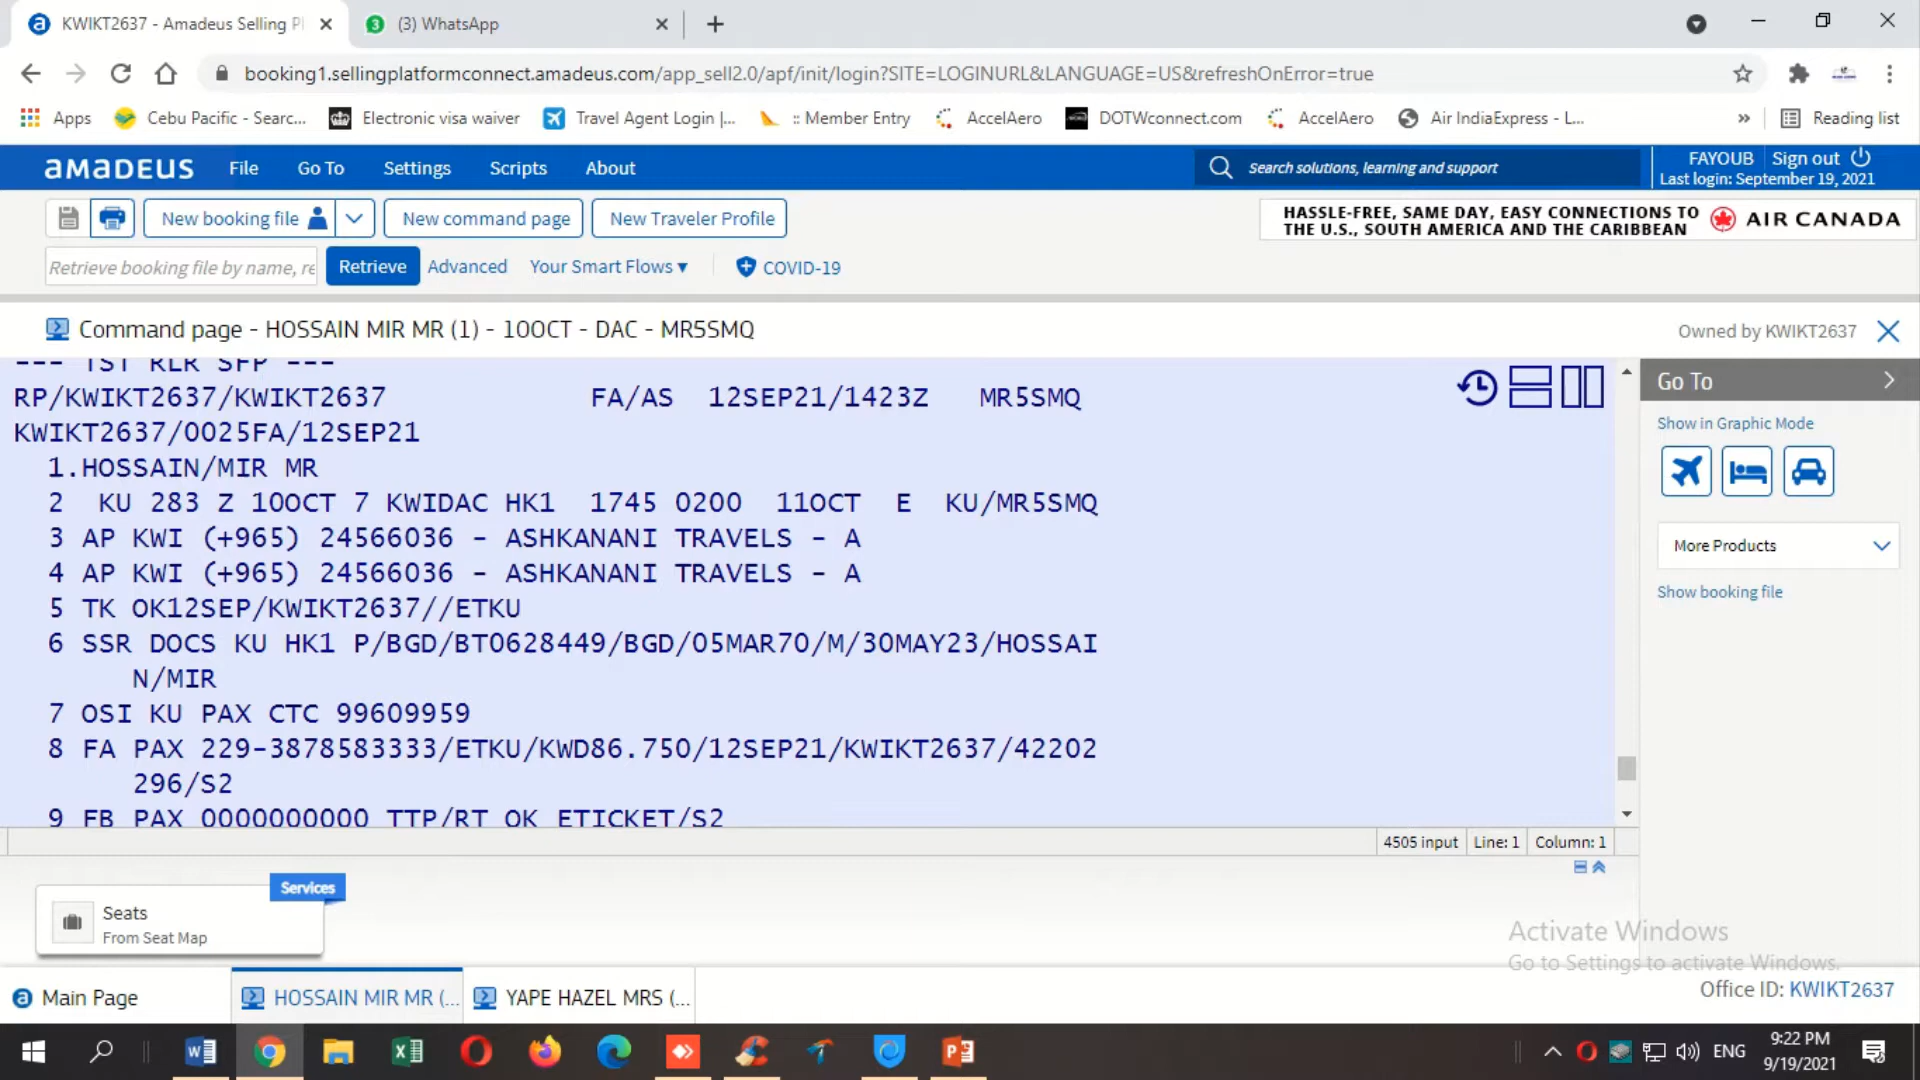 KWIKT2637 - Amadeus Selling Pl
(3) WhatsApp
booking1.sellingplatformconnect.amadeus.com/app_sell2.0/apf/init/login?SITE=LOGINURL&LANGUAGE=US&refreshOnError=true
Apps
Cebu Pacific - Searc...
Electronic visa waiver
Travel Agent Login |...
:: Member Entry
AccelAero
DOTWconnect.com
AccelAero
Air IndiaExpress - L...
»
Reading list
amadeus
File
Go To
Settings
Scripts
About
Search solutions, learning and support
FAYOUB
Sign out
Last login: September 19, 2021
New booking file
New command page
New Traveler Profile
HASSLE-FREE, SAME DAY, EASY CONNECTIONS TO
THE U.S., SOUTH AMERICA AND THE CARIBBEAN
AIR CANADA
Retrieve booking file by name, re
Retrieve
Advanced
Your Smart Flows ▾
COVID-19
Command page - HOSSAIN MIR MR (1) - 10OCT - DAC - MR5SMQ
Owned by KWIKT2637
--- TST RLR SFP ---
RP/KWIKT2637/KWIKT2637 FA/AS 12SEP21/1423Z MR5SMQ
KWIKT2637/0025FA/12SEP21
1.HOSSAIN/MIR MR
2 KU 283 Z 10OCT 7 KWIDAC HK1 1745 0200 11OCT E KU/MR5SMQ
3 AP KWI (+965) 24566036 - ASHKANANI TRAVELS - A
4 AP KWI (+965) 24566036 - ASHKANANI TRAVELS - A
5 TK OK12SEP/KWIKT2637//ETKU
6 SSR DOCS KU HK1 P/BGD/BT0628449/BGD/05MAR70/M/30MAY23/HOSSAI
N/MIR
7 OSI KU PAX CTC 99609959
8 FA PAX 229-3878583333/ETKU/KWD86.750/12SEP21/KWIKT2637/42202
296/S2
9 FB PAX 0000000000 TTP/RT OK ETICKET/S2
Go To
Show in Graphic Mode
More Products
Show booking file
4505 input
Line: 1
Column: 1
Services
Seats
From Seat Map
Activate Windows
Go to Settings to activate Windows.
Main Page
HOSSAIN MIR MR (...
YAPE HAZEL MRS (...
Office ID: KWIKT2637
ENG
9:22 PM
9/19/2021